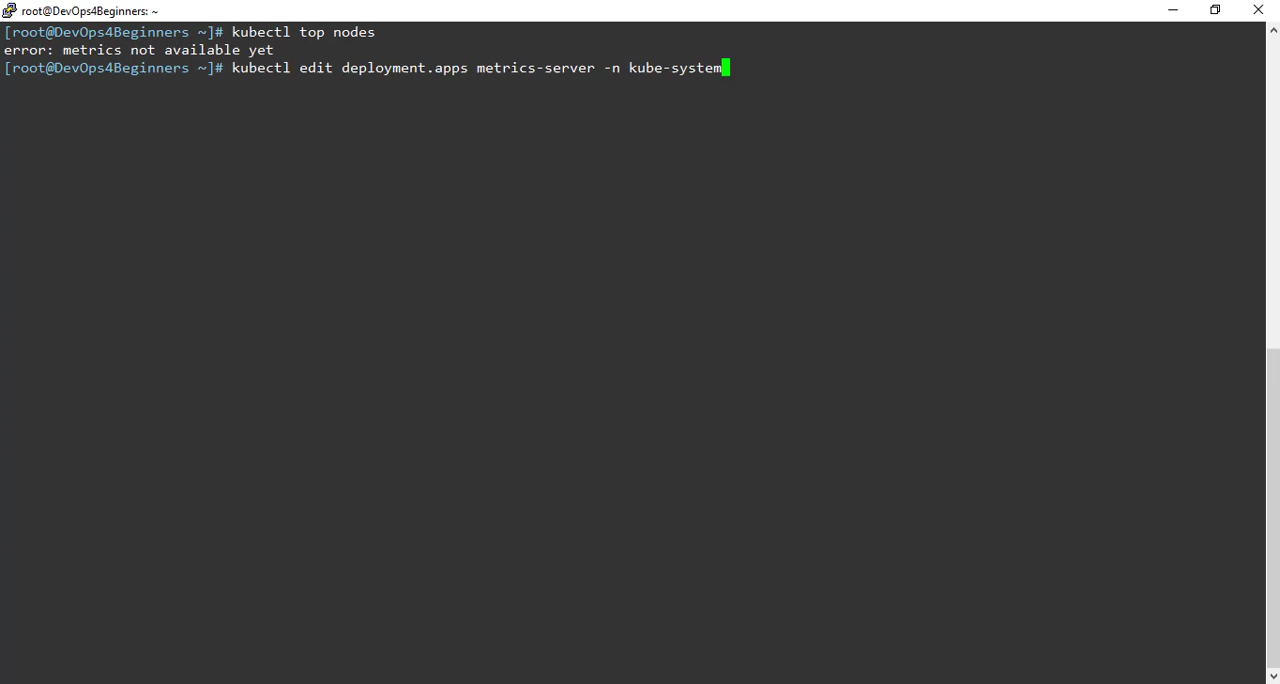 root@DevOps4Beginners: ~
[root@DevOps4Beginners ~]# kubectl top nodes
error: metrics not available yet
[root@DevOps4Beginners ~]# kubectl edit deployment.apps metrics-server -n kube-system